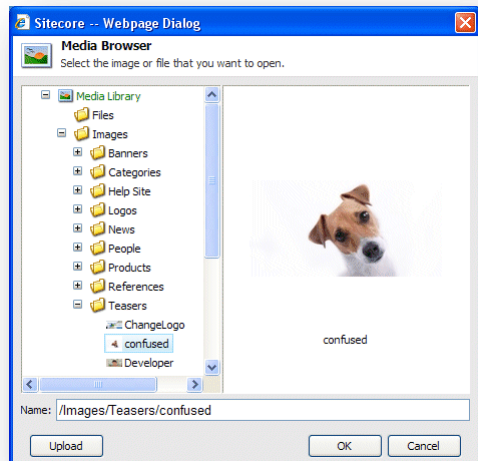 Sitecore -- Webpage Dialog
Media Browser
Select the image or file that you want to open.
Media Library
Files
Images
Banners
Categories
Help Site
Logos
News
People
Products
References
Teasers
ChangeLogo
confused
Developer
confused
Name: /Images/Teasers/confused
Upload OK Cancel